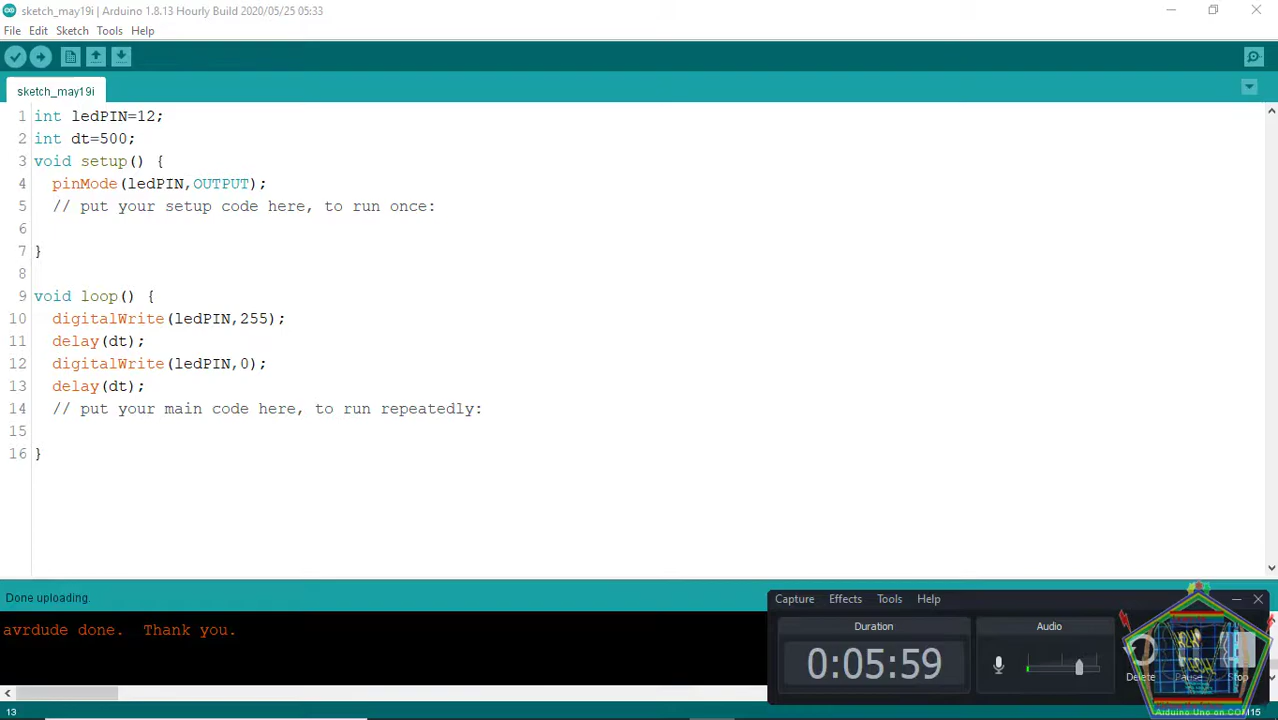 sketch_may19i | Arduino 1.8.13 Hourly Build 2020/05/25 05:33
File Edit Sketch Tools Help
sketch_may19i
1 int ledPIN=12;
2 int dt=500;
3 void setup() {
4 pinMode(ledPIN,OUTPUT);
5 // put your setup code here, to run once:
6
7 }
8
9 void loop() {
10 digitalWrite(ledPIN,255);
11 delay(dt);
12 digitalWrite(ledPIN,0);
13 delay(dt);
14 // put your main code here, to run repeatedly:
15
16 }
Done uploading.
avrdude done.  Thank you.
Capture Effects Tools Help
Duration
Audio
0:05:59
Delete Pause Stop
13
Arduino Uno on COM15